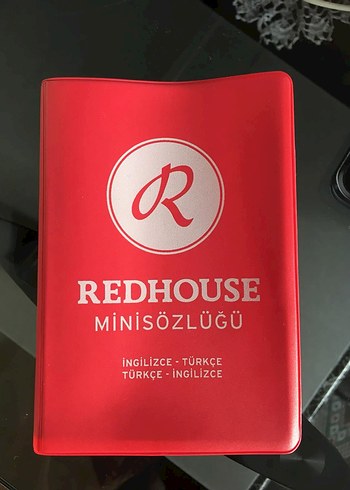 R
REDHOUSE
MİNİSÖZLÜĞÜ
İNGİLİZCE - TÜRKÇE
TÜRKÇE - İNGİLİZCE